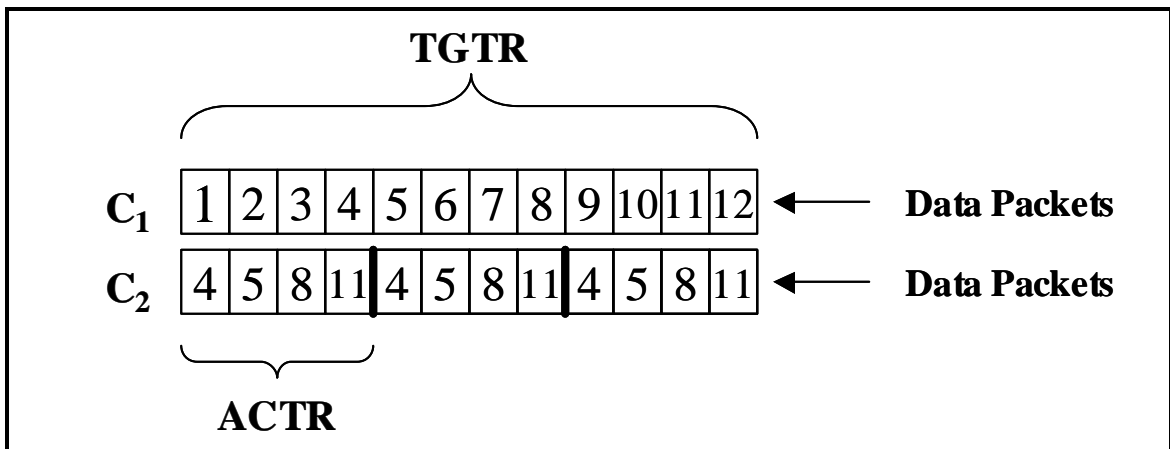 TGTR
C1 1 2 3 4 5 6 7 8 9 10 11 12 Data Packets
C2 4 5 8 11 4 5 8 11 4 5 8 11 Data Packets
ACTR